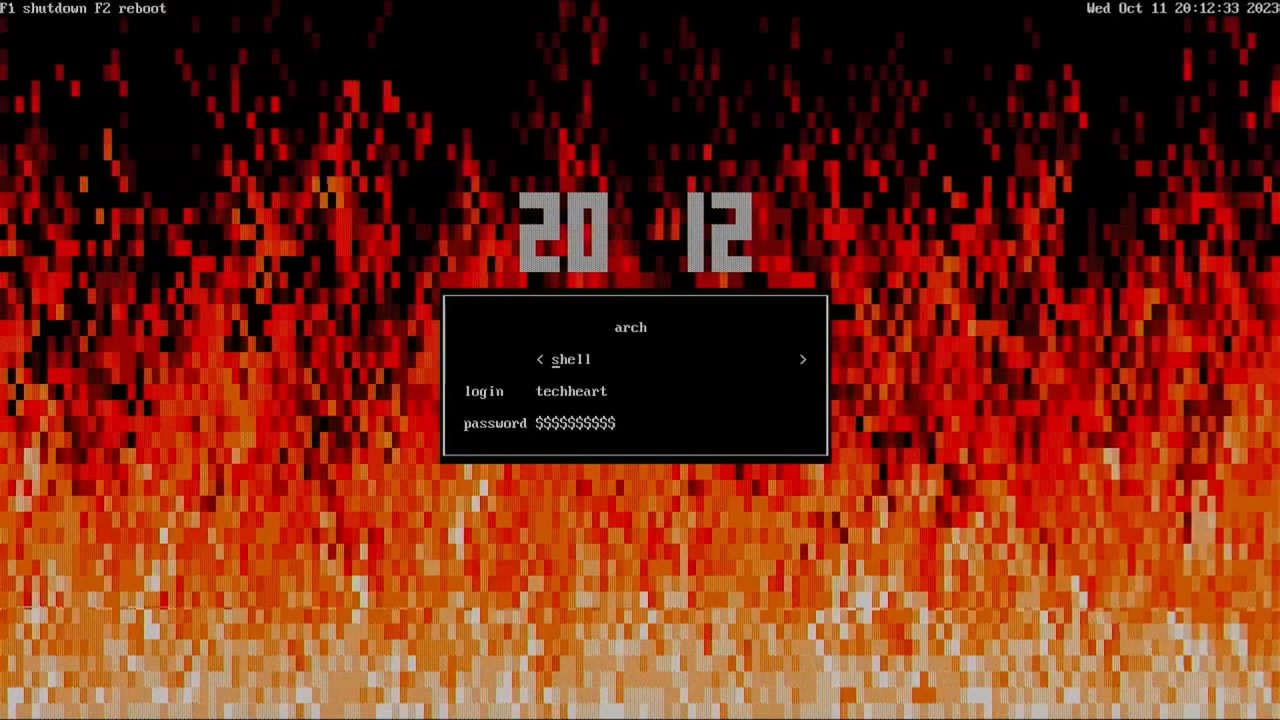 F1 shutdown F2 reboot
Wed Oct 11 20:12:33 2023
20 12
arch
< shell >
login techheart
password $$$$$$$$$$